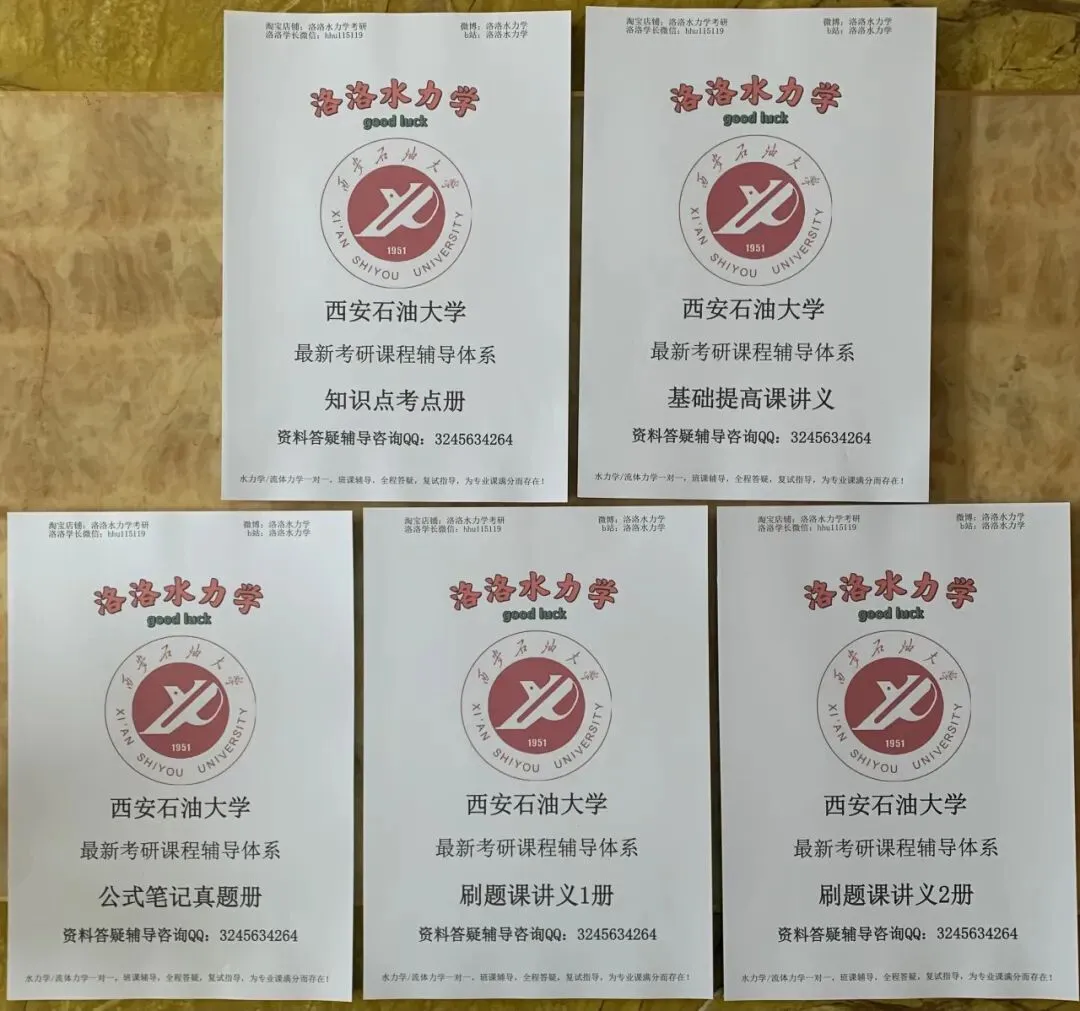 淘宝店铺：洛洛水力学考研
洛洛学长微信：hhu115119
微博：洛洛水力学
b站：洛洛水力学
洛洛水力学
good luck
西安石油大学
1951
XI'AN SHIYOU UNIVERSITY
西安石油大学
最新考研课程辅导体系
知识点考点册
资料答疑辅导咨询QQ：3245634264
水力学/流体力学一对一，班课辅导，全程答疑，复试指导，为专业课满分而存在！
淘宝店铺：洛洛水力学考研
洛洛学长微信：hhu115119
微博：洛洛水力学
b站：洛洛水力学
洛洛水力学
good luck
西安石油大学
1951
XI'AN SHIYOU UNIVERSITY
西安石油大学
最新考研课程辅导体系
基础提高课讲义
资料答疑辅导咨询QQ：3245634264
水力学/流体力学一对一，班课辅导，全程答疑，复试指导，为专业课满分而存在！
淘宝店铺：洛洛水力学考研
洛洛学长微信：hhu115119
微博：洛洛水力学
b站：洛洛水力学
洛洛水力学
good luck
西安石油大学
1951
XI'AN SHIYOU UNIVERSITY
西安石油大学
最新考研课程辅导体系
公式笔记真题册
资料答疑辅导咨询QQ：3245634264
水力学/流体力学一对一，班课辅导，全程答疑，复试指导，为专业课满分而存在！
淘宝店铺：洛洛水力学考研
洛洛学长微信：hhu115119
微博：洛洛水力学
b站：洛洛水力学
洛洛水力学
good luck
西安石油大学
1951
XI'AN SHIYOU UNIVERSITY
西安石油大学
最新考研课程辅导体系
刷题课讲义1册
资料答疑辅导咨询QQ：3245634264
水力学/流体力学一对一，班课辅导，全程答疑，复试指导，为专业课满分而存在！
淘宝店铺：洛洛水力学考研
洛洛学长微信：hhu115119
微博：洛洛水力学
b站：洛洛水力学
洛洛水力学
good luck
西安石油大学
1951
XI'AN SHIYOU UNIVERSITY
西安石油大学
最新考研课程辅导体系
刷题课讲义2册
资料答疑辅导咨询QQ：3245634264
水力学/流体力学一对一，班课辅导，全程答疑，复试指导，为专业课满分而存在！